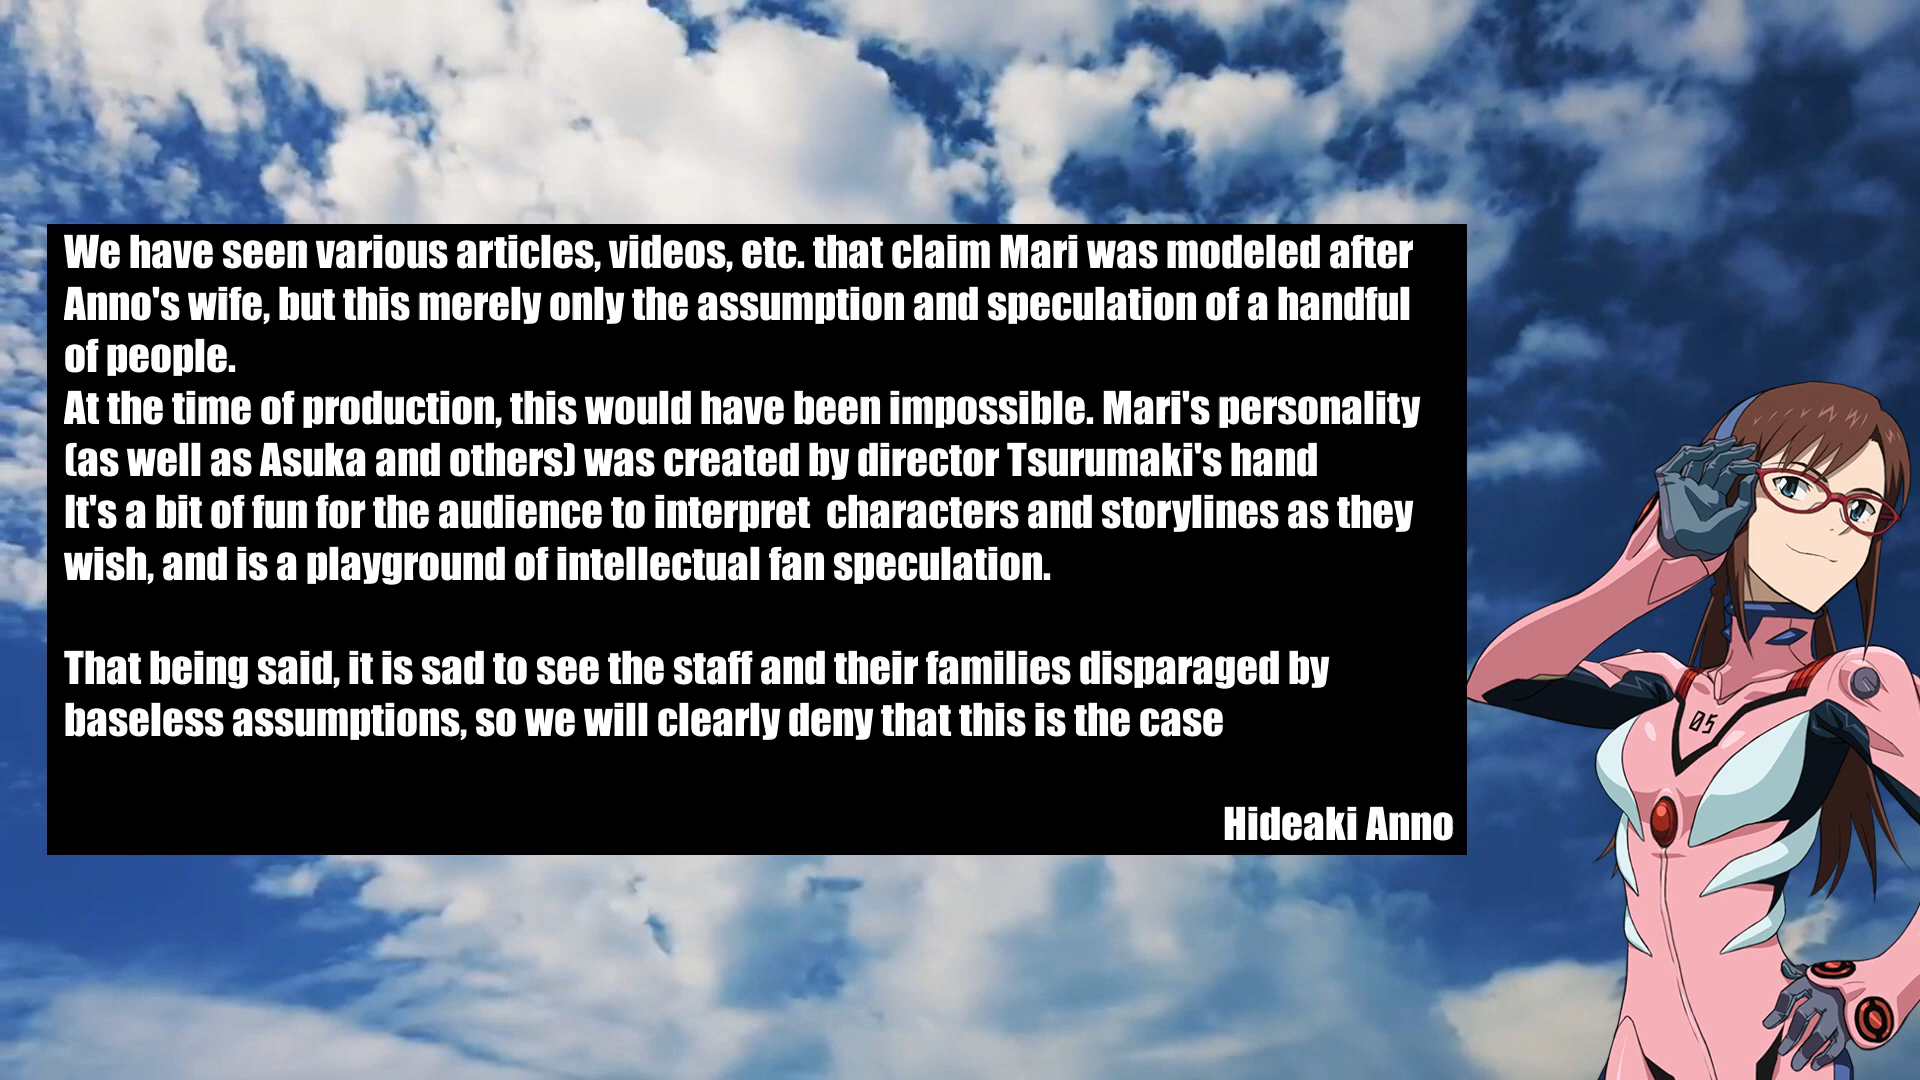 We have seen various articles, videos, etc. that claim Mari was modeled after
Anno's wife, but this merely only the assumption and speculation of a handful
of people.
At the time of production, this would have been impossible. Mari's personality
(as well as Asuka and others) was created by director Tsurumaki's hand
It's a bit of fun for the audience to interpret  characters and storylines as they
wish, and is a playground of intellectual fan speculation.
That being said, it is sad to see the staff and their families disparaged by
baseless assumptions, so we will clearly deny that this is the case
Hideaki Anno
05